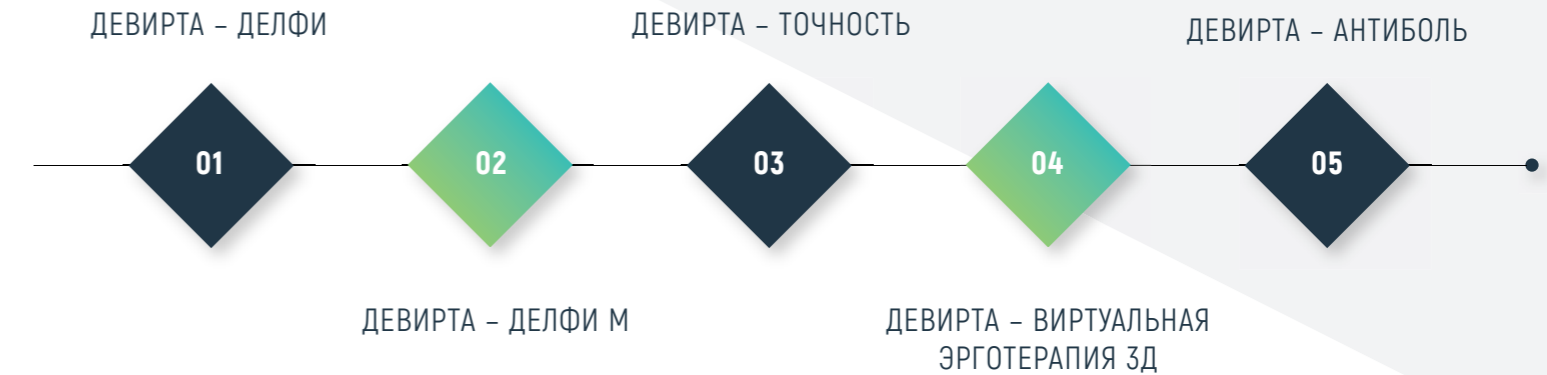 ДЕВИРТА – ДЕЛФИ
ДЕВИРТА – ТОЧНОСТЬ
ДЕВИРТА – АНТИБОЛЬ
01
02
03
04
05
ДЕВИРТА – ДЕЛФИ М
ДЕВИРТА – ВИРТУАЛЬНАЯ
ЭРГОТЕРАПИЯ 3Д